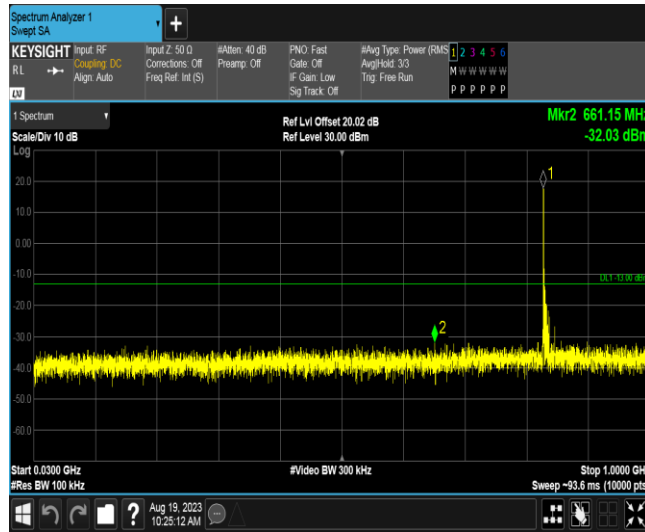 Spectrum Analyzer 1
Swept SA
KEYSIGHT
RL
LXI
Input: RF
Coupling: DC
Align: Auto
Input Z: 50 Ω
Corrections: Off
Freq Ref: Int (S)
#Atten: 40 dB
Preamp: Off
PNO: Fast
Gate: Off
IF Gain: Low
Sig Track: Off
#Avg Type: Power (RMS
Avg|Hold: 3/3
Trig: Free Run
1 2 3 4 5 6
M W W W W W
P P P P P P
1 Spectrum
Scale/Div 10 dB
Log
Ref Lvl Offset 20.02 dB
Ref Level 30.00 dBm
Mkr2 661.15 MHz
-32.03 dBm
20.0
10.0
0.00
-10.0
-20.0
-30.0
-40.0
-50.0
-60.0
1
DL1 -13.00 dBm
2
Start 0.0300 GHz
#Res BW 100 kHz
#Video BW 300 kHz
Stop 1.0000 GHz
Sweep ~93.6 ms (10000 pts
?
Aug 19, 2023
10:25:12 AM